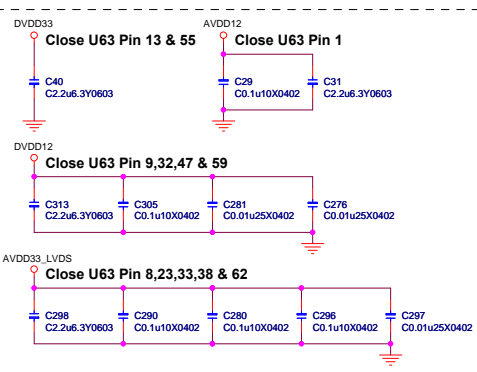 DVDD33
Close U63 Pin 13 & 55
C40
C2.2u6.3Y0603
AVDD12
Close U63 Pin 1
C29
C0.1u10X0402
C31
C2.2u6.3Y0603
DVDD12
Close U63 Pin 9,32,47 & 59
C313
C2.2u6.3Y0603
C305
C0.1u10X0402
C281
C0.01u25X0402
C276
C0.01u25X0402
AVDD33_LVDS
Close U63 Pin 8,23,33,38 & 62
C298
C2.2u6.3Y0603
C290
C0.1u10X0402
C280
C0.1u10X0402
C296
C0.1u10X0402
C297
C0.01u25X0402